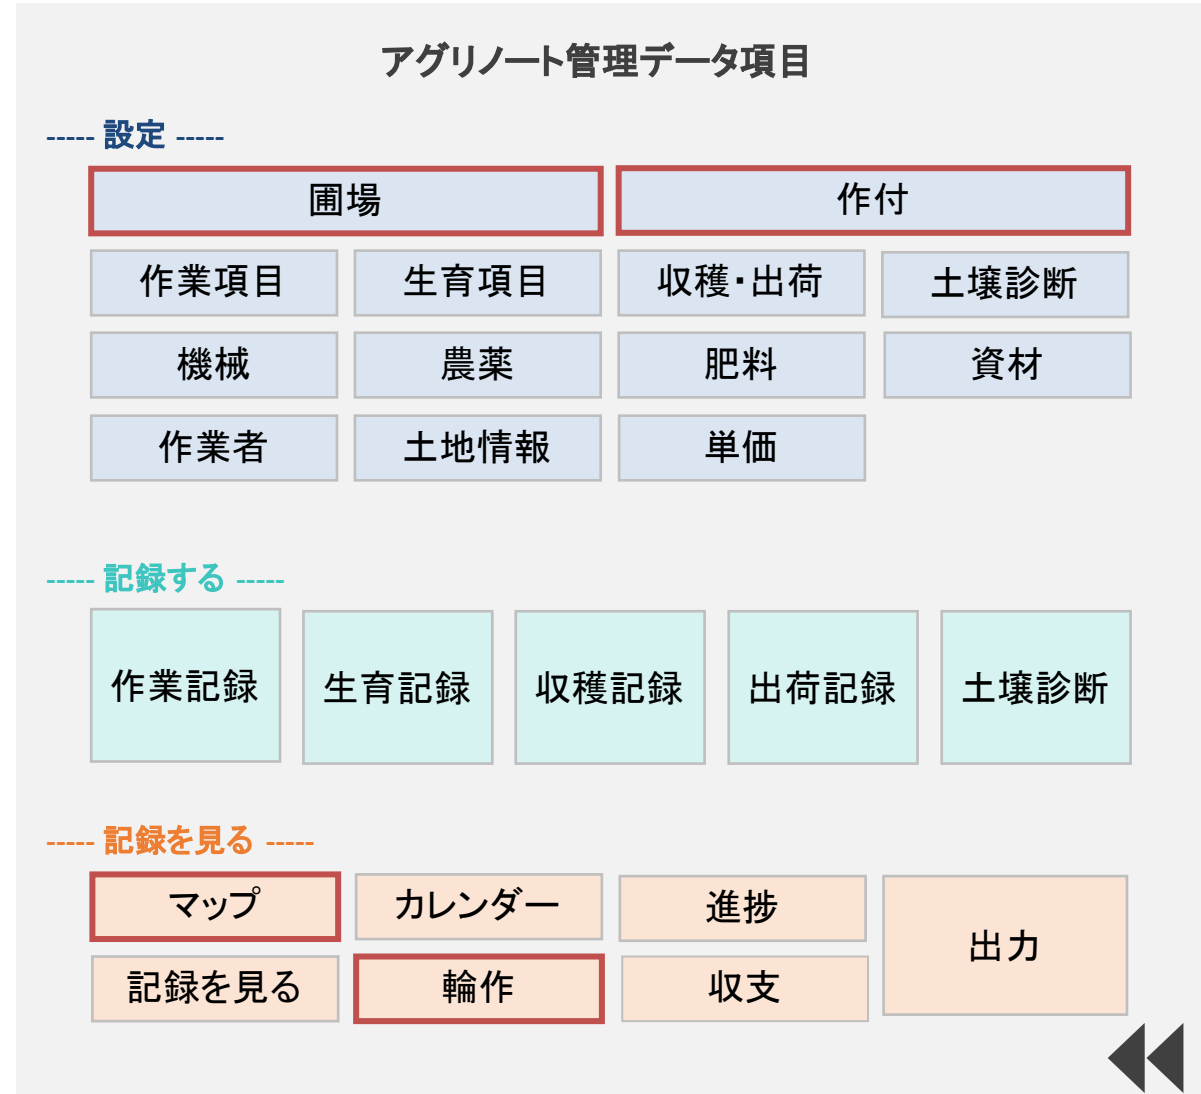 アグリノート管理データ項目
----- 設定 -----
圃場 作付
作業項目 生育項目 収穫・出荷 土壌診断
機械 農薬 肥料 資材
作業者 土地情報 単価
----- 記録する -----
作業記録 生育記録 収穫記録 出荷記録 土壌診断
----- 記録を見る -----
マップ カレンダー 進捗 出力
記録を見る 輪作 収支